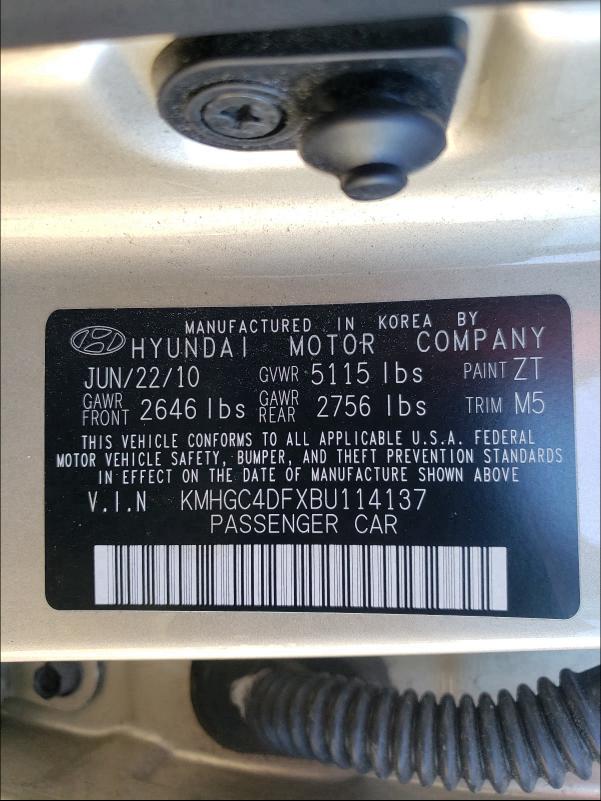 MANUFACTURED IN KOREA BY
HYUNDAI MOTOR COMPANY
JUN/22/10 GVWR 5115 lbs PAINT ZT
GAWR FRONT 2646 lbs GAWR REAR 2756 lbs TRIM M5
THIS VEHICLE CONFORMS TO ALL APPLICABLE U.S.A. FEDERAL
MOTOR VEHICLE SAFETY, BUMPER, AND THEFT PREVENTION STANDARDS
IN EFFECT ON THE DATE OF MANUFACTURE SHOWN ABOVE
V.I.N KMHGC4DFXBU114137
PASSENGER CAR